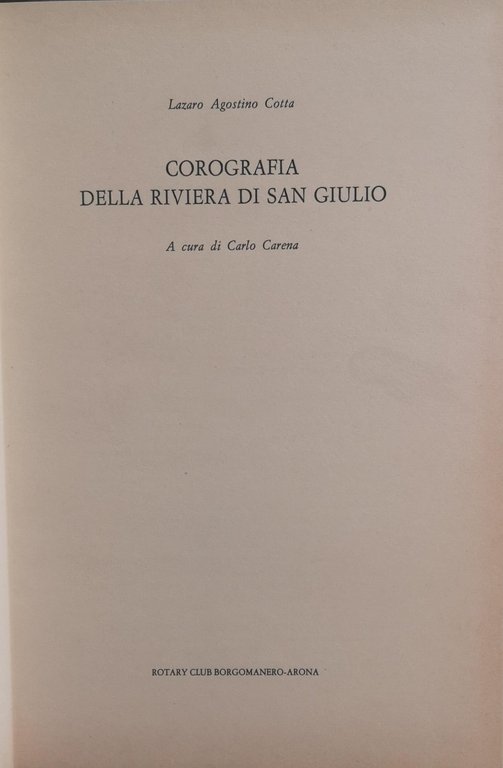 Lazaro Agostino Cotta
COROGRAFIA
DELLA RIVIERA DI SAN GIULIO
A cura di Carlo Carena
ROTARY CLUB BORGOMANERO-ARONA